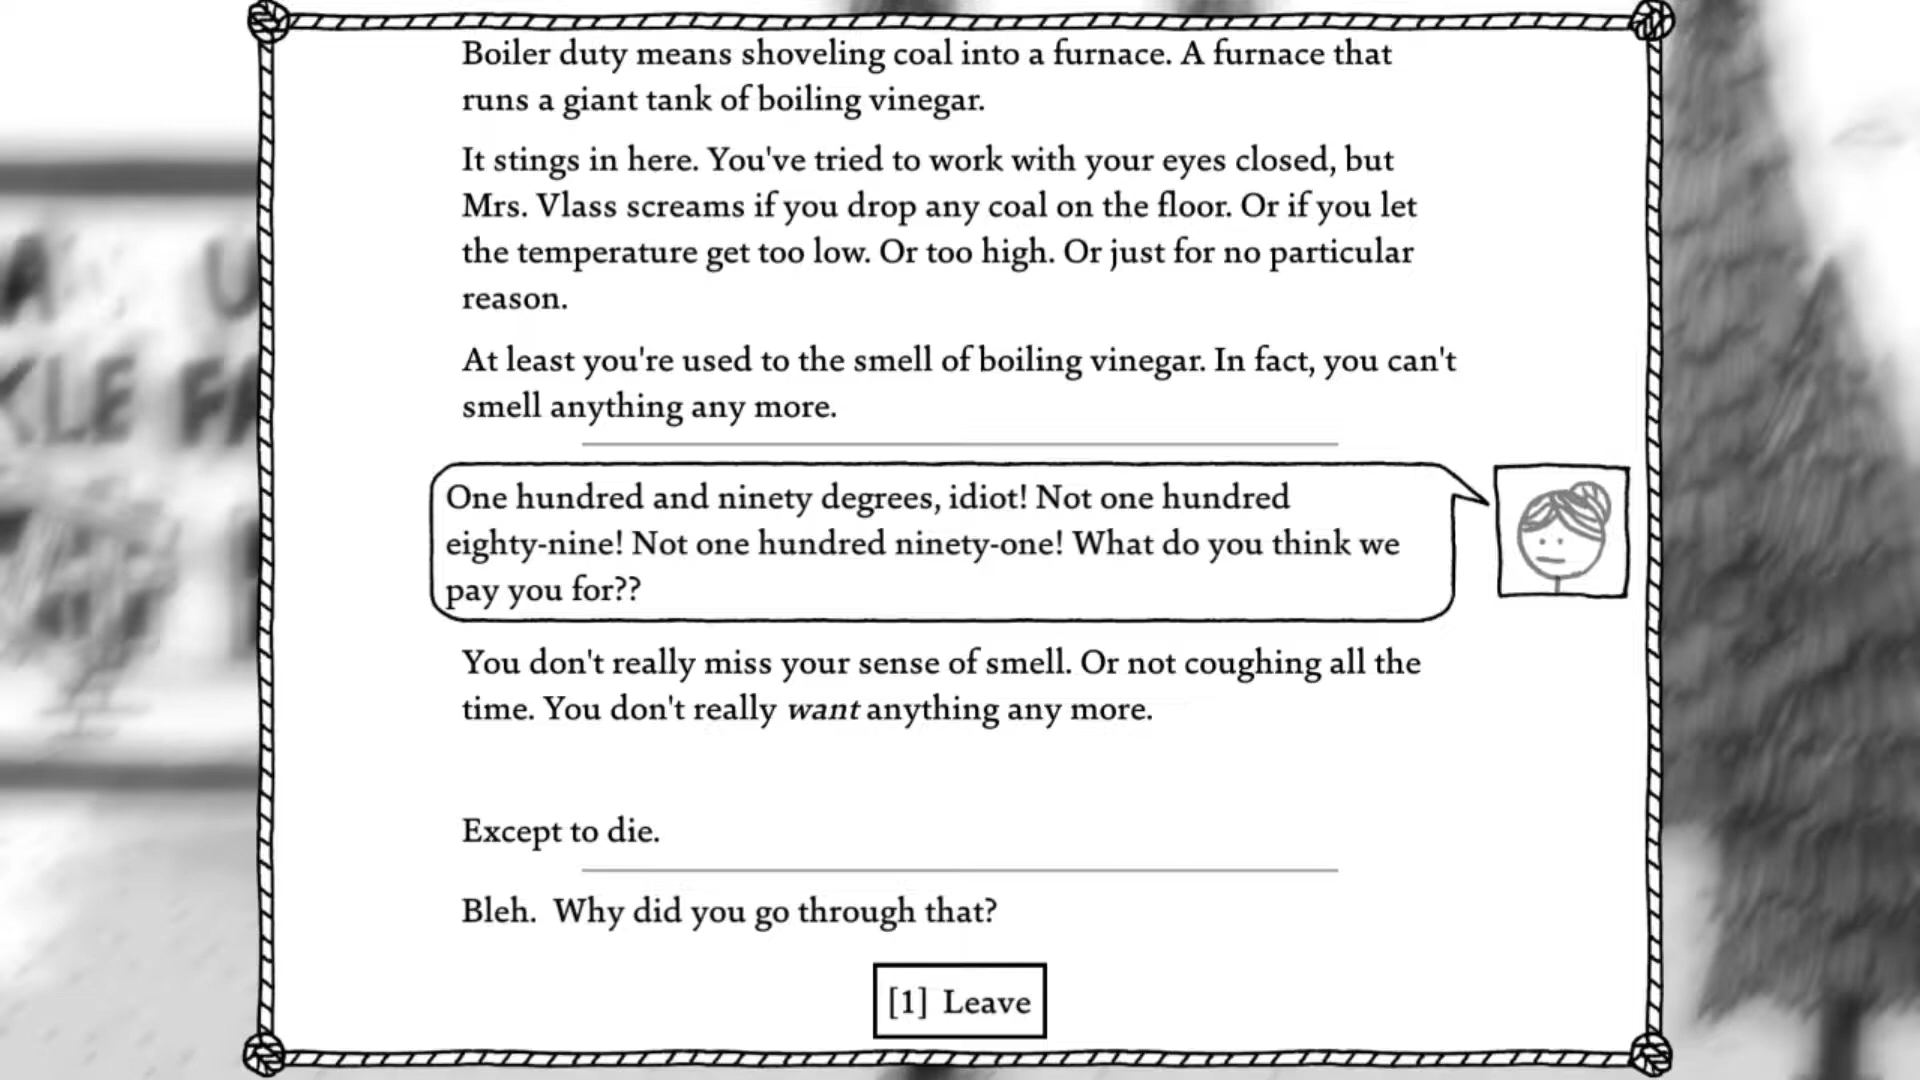 Boiler duty means shoveling coal into a furnace. A furnace that
runs a giant tank of boiling vinegar.
It stings in here. You've tried to work with your eyes closed, but
Mrs. Vlass screams if you drop any coal on the floor. Or if you let
the temperature get too low. Or too high. Or just for no particular
reason.
At least you're used to the smell of boiling vinegar. In fact, you can't
smell anything any more.
One hundred and ninety degrees, idiot! Not one hundred
eighty-nine! Not one hundred ninety-one! What do you think we
pay you for??
You don't really miss your sense of smell. Or not coughing all the
time. You don't really want anything any more.
Except to die.
Bleh.  Why did you go through that?
[1] Leave